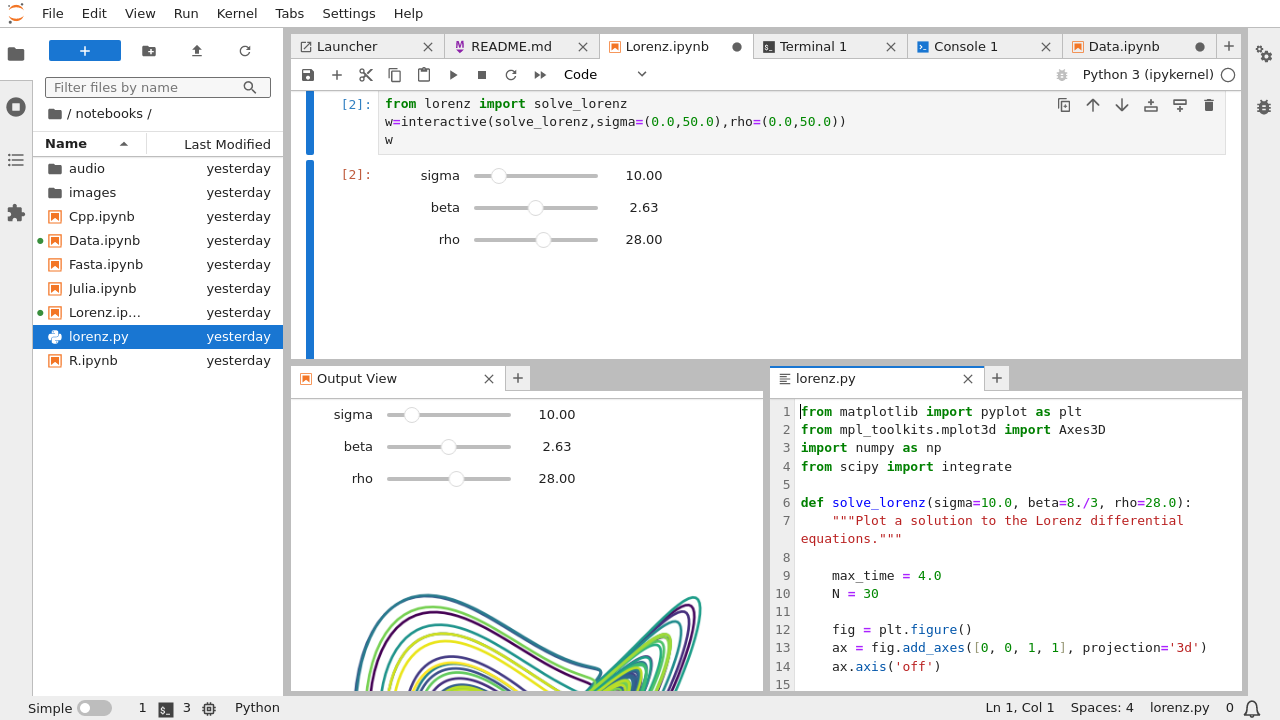 File Edit View Run Kernel Tabs Settings Help
Filter files by name
/ notebooks /
Name Last Modified
audio yesterday
images yesterday
Cpp.ipynb yesterday
Data.ipynb yesterday
Fasta.ipynb yesterday
Julia.ipynb yesterday
Lorenz.ip... yesterday
lorenz.py yesterday
R.ipynb yesterday
Launcher README.md Lorenz.ipynb Terminal 1 Console 1 Data.ipynb
Code Python 3 (ipykernel)
[2]: from lorenz import solve_lorenz
w=interactive(solve_lorenz,sigma=(0.0,50.0),rho=(0.0,50.0))
w
[2]: sigma 10.00
beta 2.63
rho 28.00
Output View
sigma 10.00
beta 2.63
rho 28.00
lorenz.py
1 from matplotlib import pyplot as plt
2 from mpl_toolkits.mplot3d import Axes3D
3 import numpy as np
4 from scipy import integrate
5
6 def solve_lorenz(sigma=10.0, beta=8./3, rho=28.0):
7     """Plot a solution to the Lorenz differential
equations."""
8
9     max_time = 4.0
10     N = 30
11
12     fig = plt.figure()
13     ax = fig.add_axes([0, 0, 1, 1], projection='3d')
14     ax.axis('off')
15
Simple 1 3 Python Ln 1, Col 1 Spaces: 4 lorenz.py 0